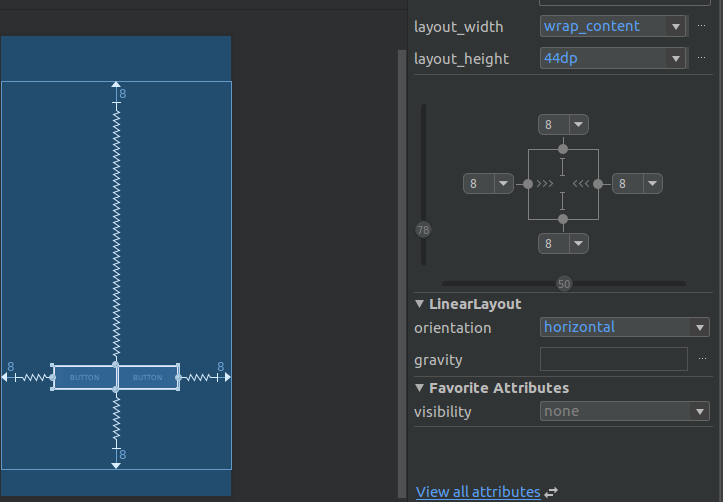 layout_width wrap_content ...
layout_height 44dp ...
8
8
8 8
78
8
50
LinearLayout
orientation horizontal
gravity ...
Favorite Attributes
visibility none
View all attributes
8 8
BUTTON BUTTON
8